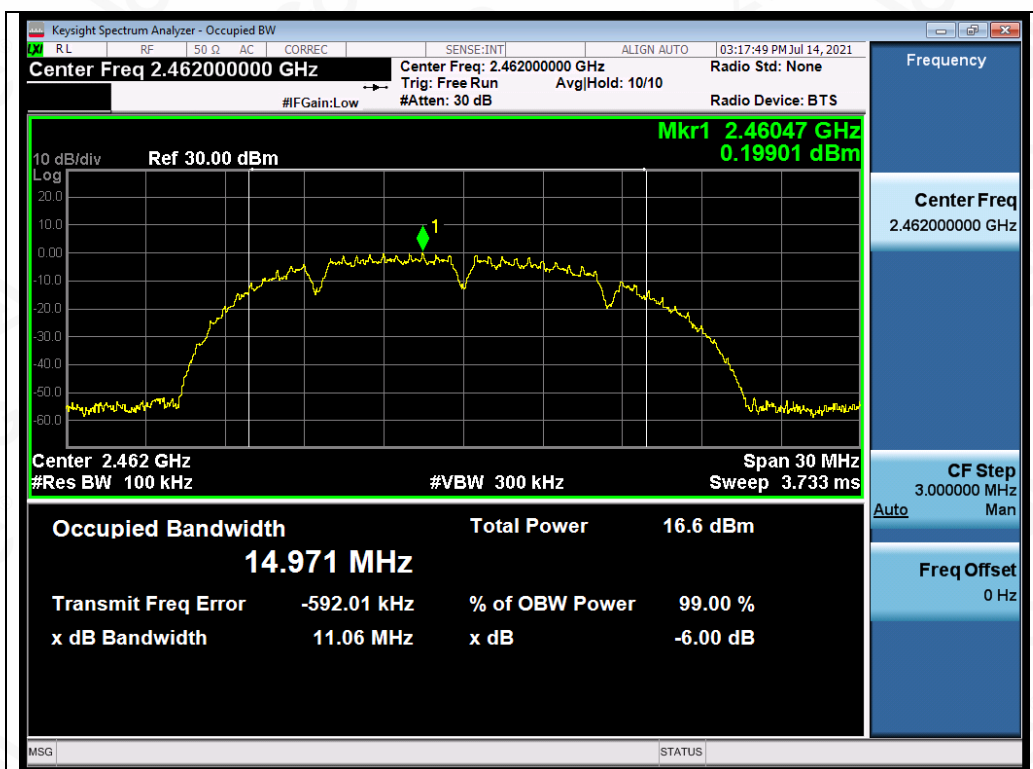 Keysight Spectrum Analyzer - Occupied BW
LXI RL RF 50 Ω AC CORREC SENSE:INT ALIGN AUTO 03:17:49 PM Jul 14, 2021
Center Freq 2.462000000 GHz
Center Freq: 2.462000000 GHz Radio Std: None
Trig: Free Run Avg|Hold: 10/10
#IFGain:Low #Atten: 30 dB Radio Device: BTS
Frequency
Mkr1 2.46047 GHz
0.19901 dBm
10 dB/div Ref 30.00 dBm
Log
20.0
10.0
0.00
-10.0
-20.0
-30.0
-40.0
-50.0
-60.0
1
Center 2.462 GHz Span 30 MHz
#Res BW 100 kHz #VBW 300 kHz Sweep 3.733 ms
Occupied Bandwidth Total Power 16.6 dBm
14.971 MHz
Transmit Freq Error -592.01 kHz % of OBW Power 99.00 %
x dB Bandwidth 11.06 MHz x dB -6.00 dB
Center Freq
2.462000000 GHz
CF Step
3.000000 MHz
Auto Man
Freq Offset
0 Hz
MSG STATUS